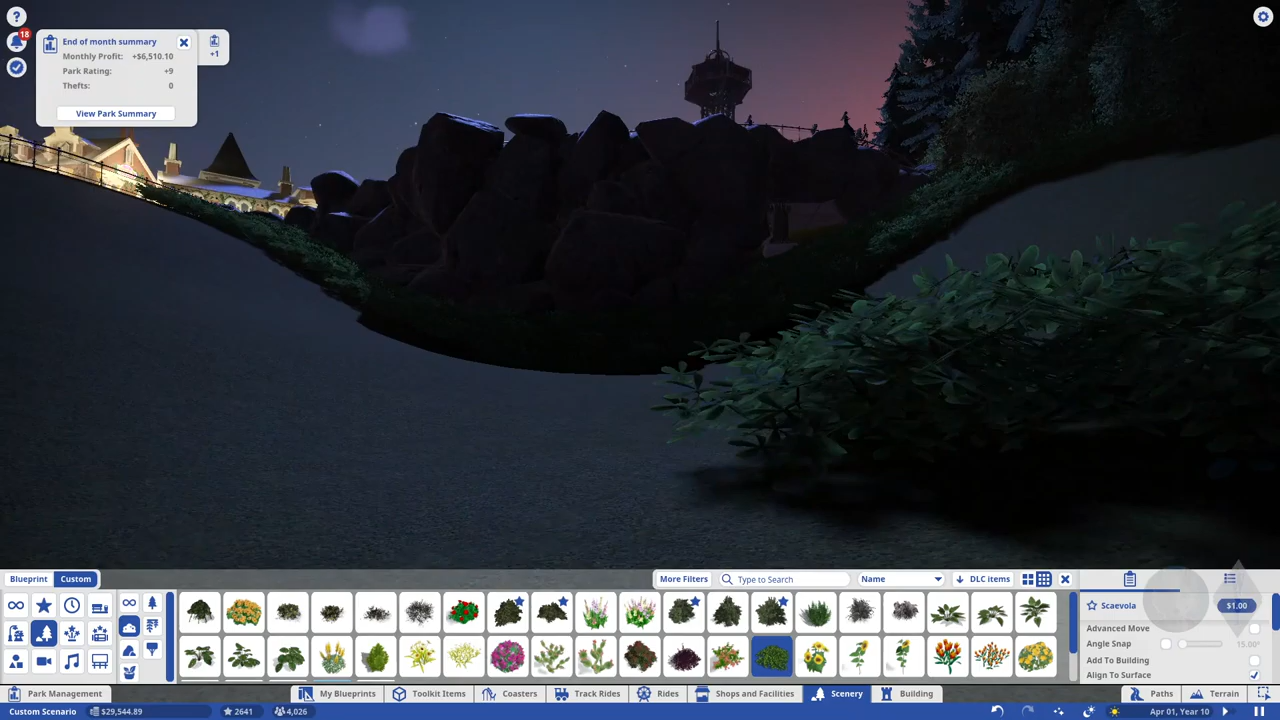 ?
18
End of month summary
Monthly Profit: +$6,510.10
Park Rating: +9
Thefts: 0
View Park Summary
+1
Blueprint Custom
More Filters Type to Search Name DLC items
Scaevola $1.00
Advanced Move
Angle Snap 15.00°
Add To Building
Align To Surface
Park Management My Blueprints Toolkit Items Coasters Track Rides Rides Shops and Facilities Scenery Building Paths Terrain
Custom Scenario $29,544.89 2641 4,026 Apr 01, Year 10